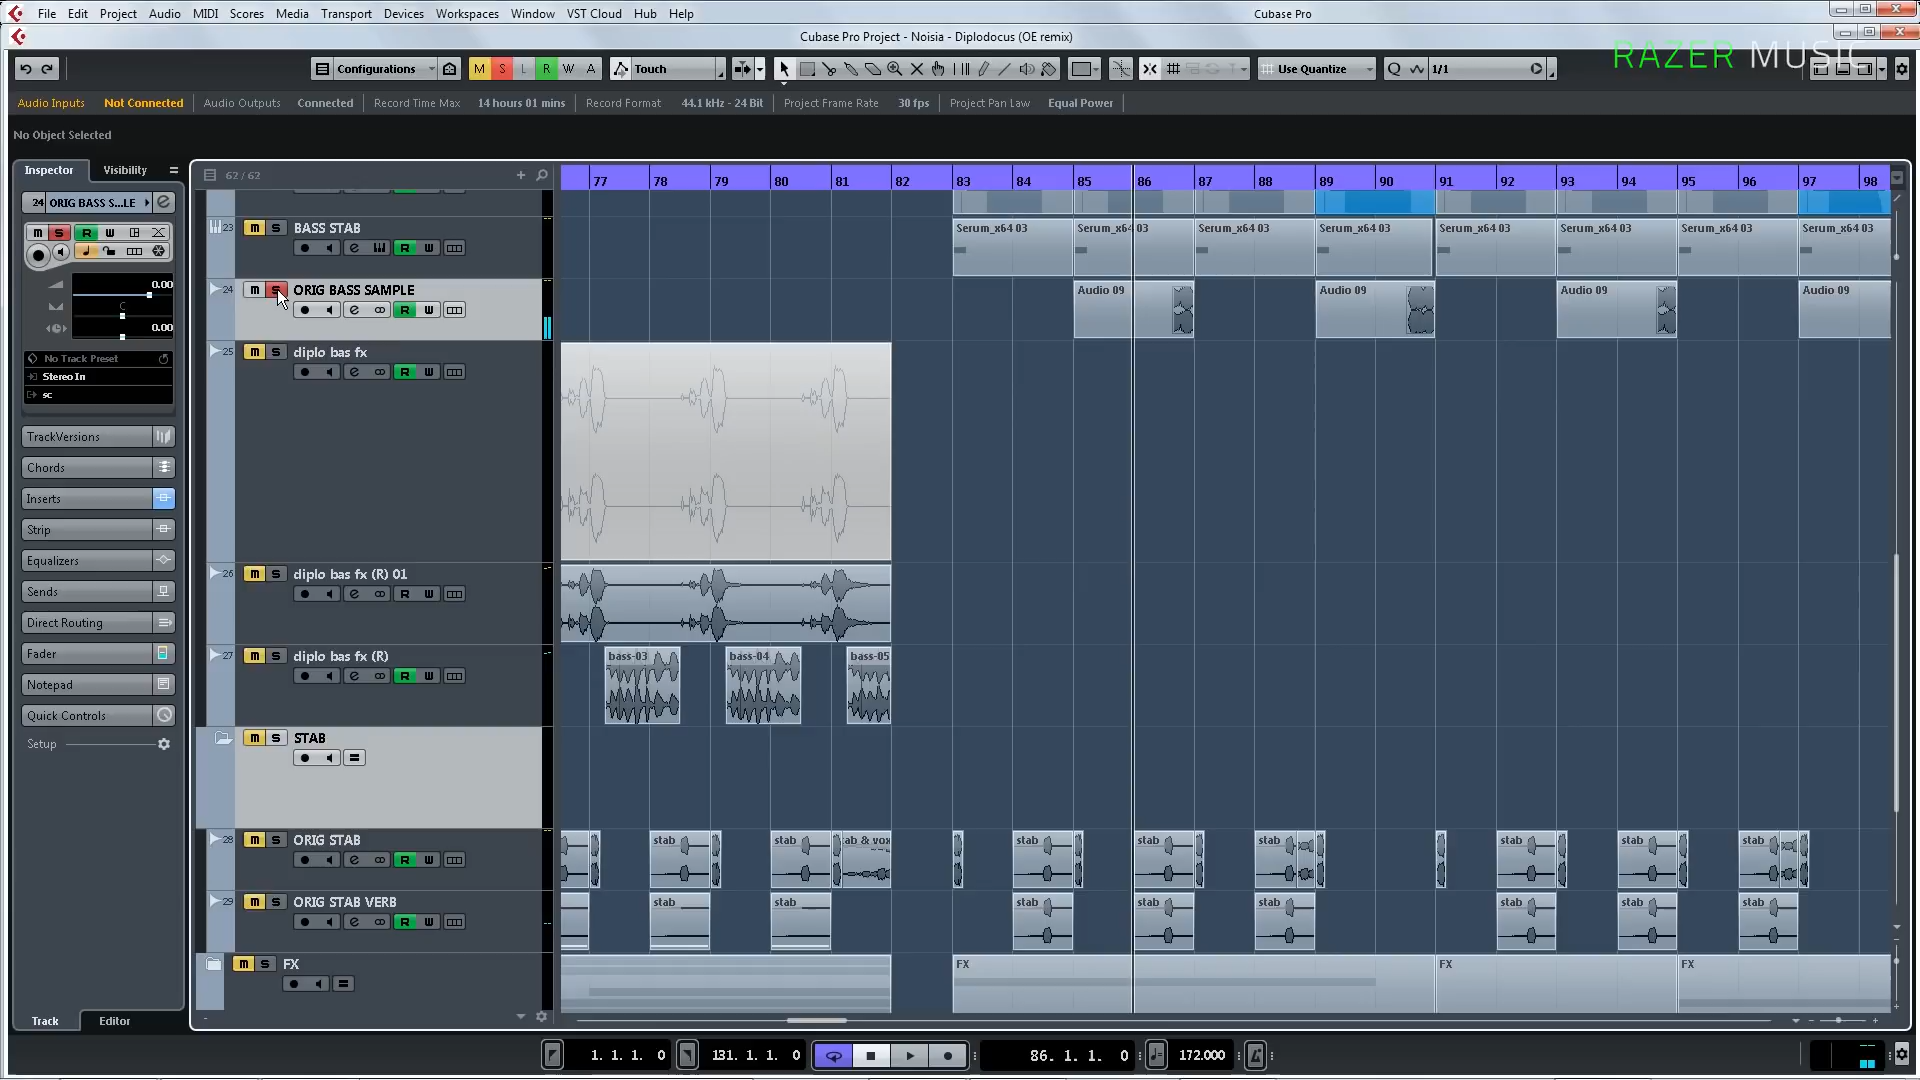 File Edit Project Audio MIDI Scores Media Transport Devices Workspaces Window VST Cloud Hub Help Cubase Pro
Cubase Pro Project - Noisia - Diplodocus (OE remix)
RAZER MUSIC
Configurations M S L R W A Touch Use Quantize Q 1/1
Audio Inputs Not Connected Audio Outputs Connected Record Time Max 14 hours 01 mins Record Format 44.1 kHz - 24 Bit Project Frame Rate 30 fps Project Pan Law Equal Power
No Object Selected
Inspector Visibility 62 / 62
77 78 79 80 81 82 83 84 85 86 87 88 89 90 91 92 93 94 95 96 97 98
24 ORIG BASS S...LE
m S R W
0.00
C
0.00
No Track Preset
Stereo In
sc
TrackVersions
Chords
Inserts
Strip
Equalizers
Sends
Direct Routing
Fader
Notepad
Quick Controls
Setup
Track Editor
23 m S BASS STAB
R W
Serum_x64 03 Serum_x64 03 Serum_x64 03 Serum_x64 03 Serum_x64 03 Serum_x64 03 Serum_x64 03 Serum_x64 03
24 m S ORIG BASS SAMPLE
R W
Audio 09 Audio 09 Audio 09 Audio 09
25 m S diplo bas fx
R W
26 m S diplo bas fx (R) 01
R W
27 m S diplo bas fx (R)
R W
bass-03 bass-04 bass-05
m S STAB
28 m S ORIG STAB
R W
stab stab ab & vox stab stab stab stab stab stab
29 m S ORIG STAB VERB
R W
stab stab stab stab stab stab stab stab
m S FX
FX FX FX
1. 1. 1. 0 131. 1. 1. 0 86. 1. 1. 0 172.000